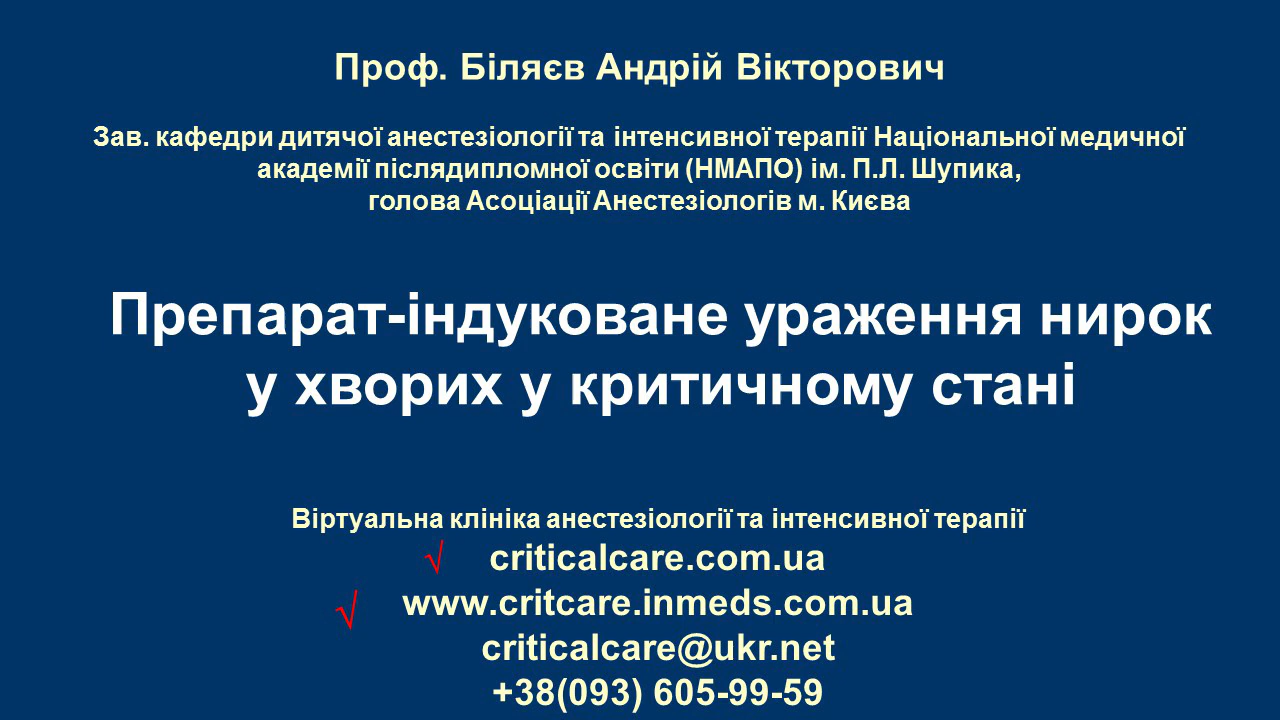 Проф. Біляєв Андрій Вікторович
Зав. кафедри дитячої анестезіології та інтенсивної терапії Національної медичної
академії післядипломної освіти (НМАПО) ім. П.Л. Шупика,
голова Асоціації Анестезіологів м. Києва
Препарат-індуковане ураження нирок
у хворих у критичному стані
Віртуальна клініка анестезіології та інтенсивної терапії
√ criticalcare.com.ua
√ www.critcare.inmeds.com.ua
criticalcare@ukr.net
+38(093) 605-99-59